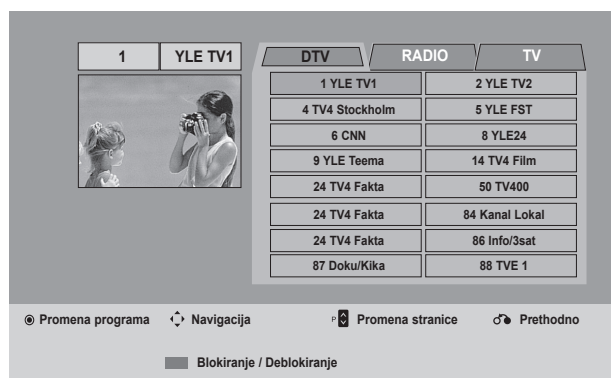 1 YLE TV1
DTV RADIO TV
1 YLE TV1 2 YLE TV2
4 TV4 Stockholm 5 YLE FST
6 CNN 8 YLE24
9 YLE Teema 14 TV4 Film
24 TV4 Fakta 50 TV400
24 TV4 Fakta 84 Kanal Lokal
24 TV4 Fakta 86 Info/3sat
87 Doku/Kika 88 TVE 1
Promena programa Navigacija P Promena stranice Prethodno
Blokiranje / Deblokiranje